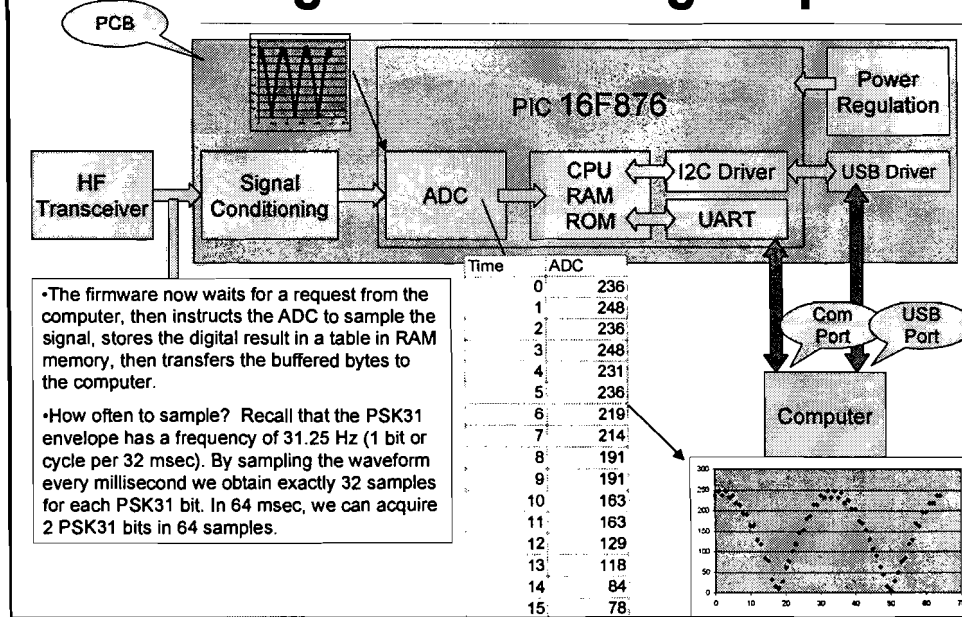 PCB
PIC 16F876
Power
Regulation
HF
Transceiver
Signal
Conditioning
ADC
CPU
RAM
ROM
I2C Driver
UART
USB Driver
Com
Port
USB
Port
Computer
•The firmware now waits for a request from the
computer, then instructs the ADC to sample the
signal, stores the digital result in a table in RAM
memory, then transfers the buffered bytes to
the computer.
•How often to sample? Recall that the PSK31
envelope has a frequency of 31.25 Hz (1 bit or
cycle per 32 msec). By sampling the waveform
every millisecond we obtain exactly 32 samples
for each PSK31 bit. In 64 msec, we can acquire
2 PSK31 bits in 64 samples.
Time ADC
0 236
1 248
2 236
3 248
4 231
5 236
6 219
7 214
8 191
9 191
10 163
11 163
12 129
13 118
14 84
15 78
300
250
200
150
100
50
0
0 10 20 30 40 50 60